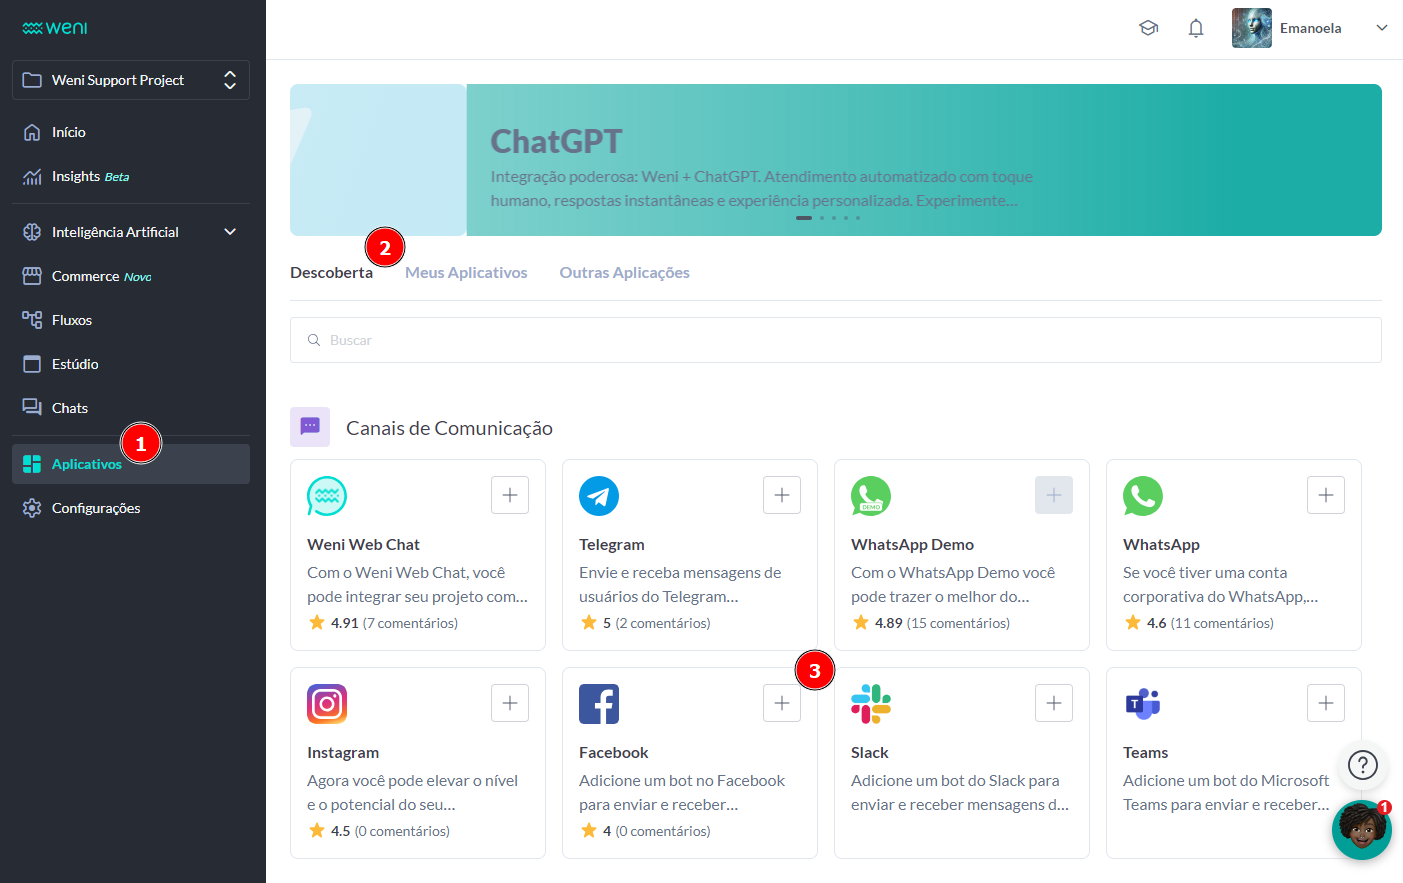 weni
Weni Support Project
Início
Insights Beta
Inteligência Artificial
Commerce Novo
Fluxos
Estúdio
Chats
1
Aplicativos
Configurações
Emanoela
ChatGPT
Integração poderosa: Weni + ChatGPT. Atendimento automatizado com toque
humano, respostas instantâneas e experiência personalizada. Experimente...
2
Descoberta
Meus Aplicativos
Outras Aplicações
Buscar
Canais de Comunicação
Weni Web Chat
Com o Weni Web Chat, você
pode integrar seu projeto com...
4.91 (7 comentários)
Telegram
Envie e receba mensagens de
usuários do Telegram...
5 (2 comentários)
DEMO
WhatsApp Demo
Com o WhatsApp Demo você
pode trazer o melhor do...
4.89 (15 comentários)
WhatsApp
Se você tiver uma conta
corporativa do WhatsApp,...
4.6 (11 comentários)
Instagram
Agora você pode elevar o nível
e o potencial do seu...
4.5 (0 comentários)
3
Facebook
Adicione um bot no Facebook
para enviar e receber...
4 (0 comentários)
Slack
Adicione um bot do Slack para
enviar e receber mensagens d...
T
Teams
Adicione um bot do Microsoft
Teams para enviar e receber...
?
1